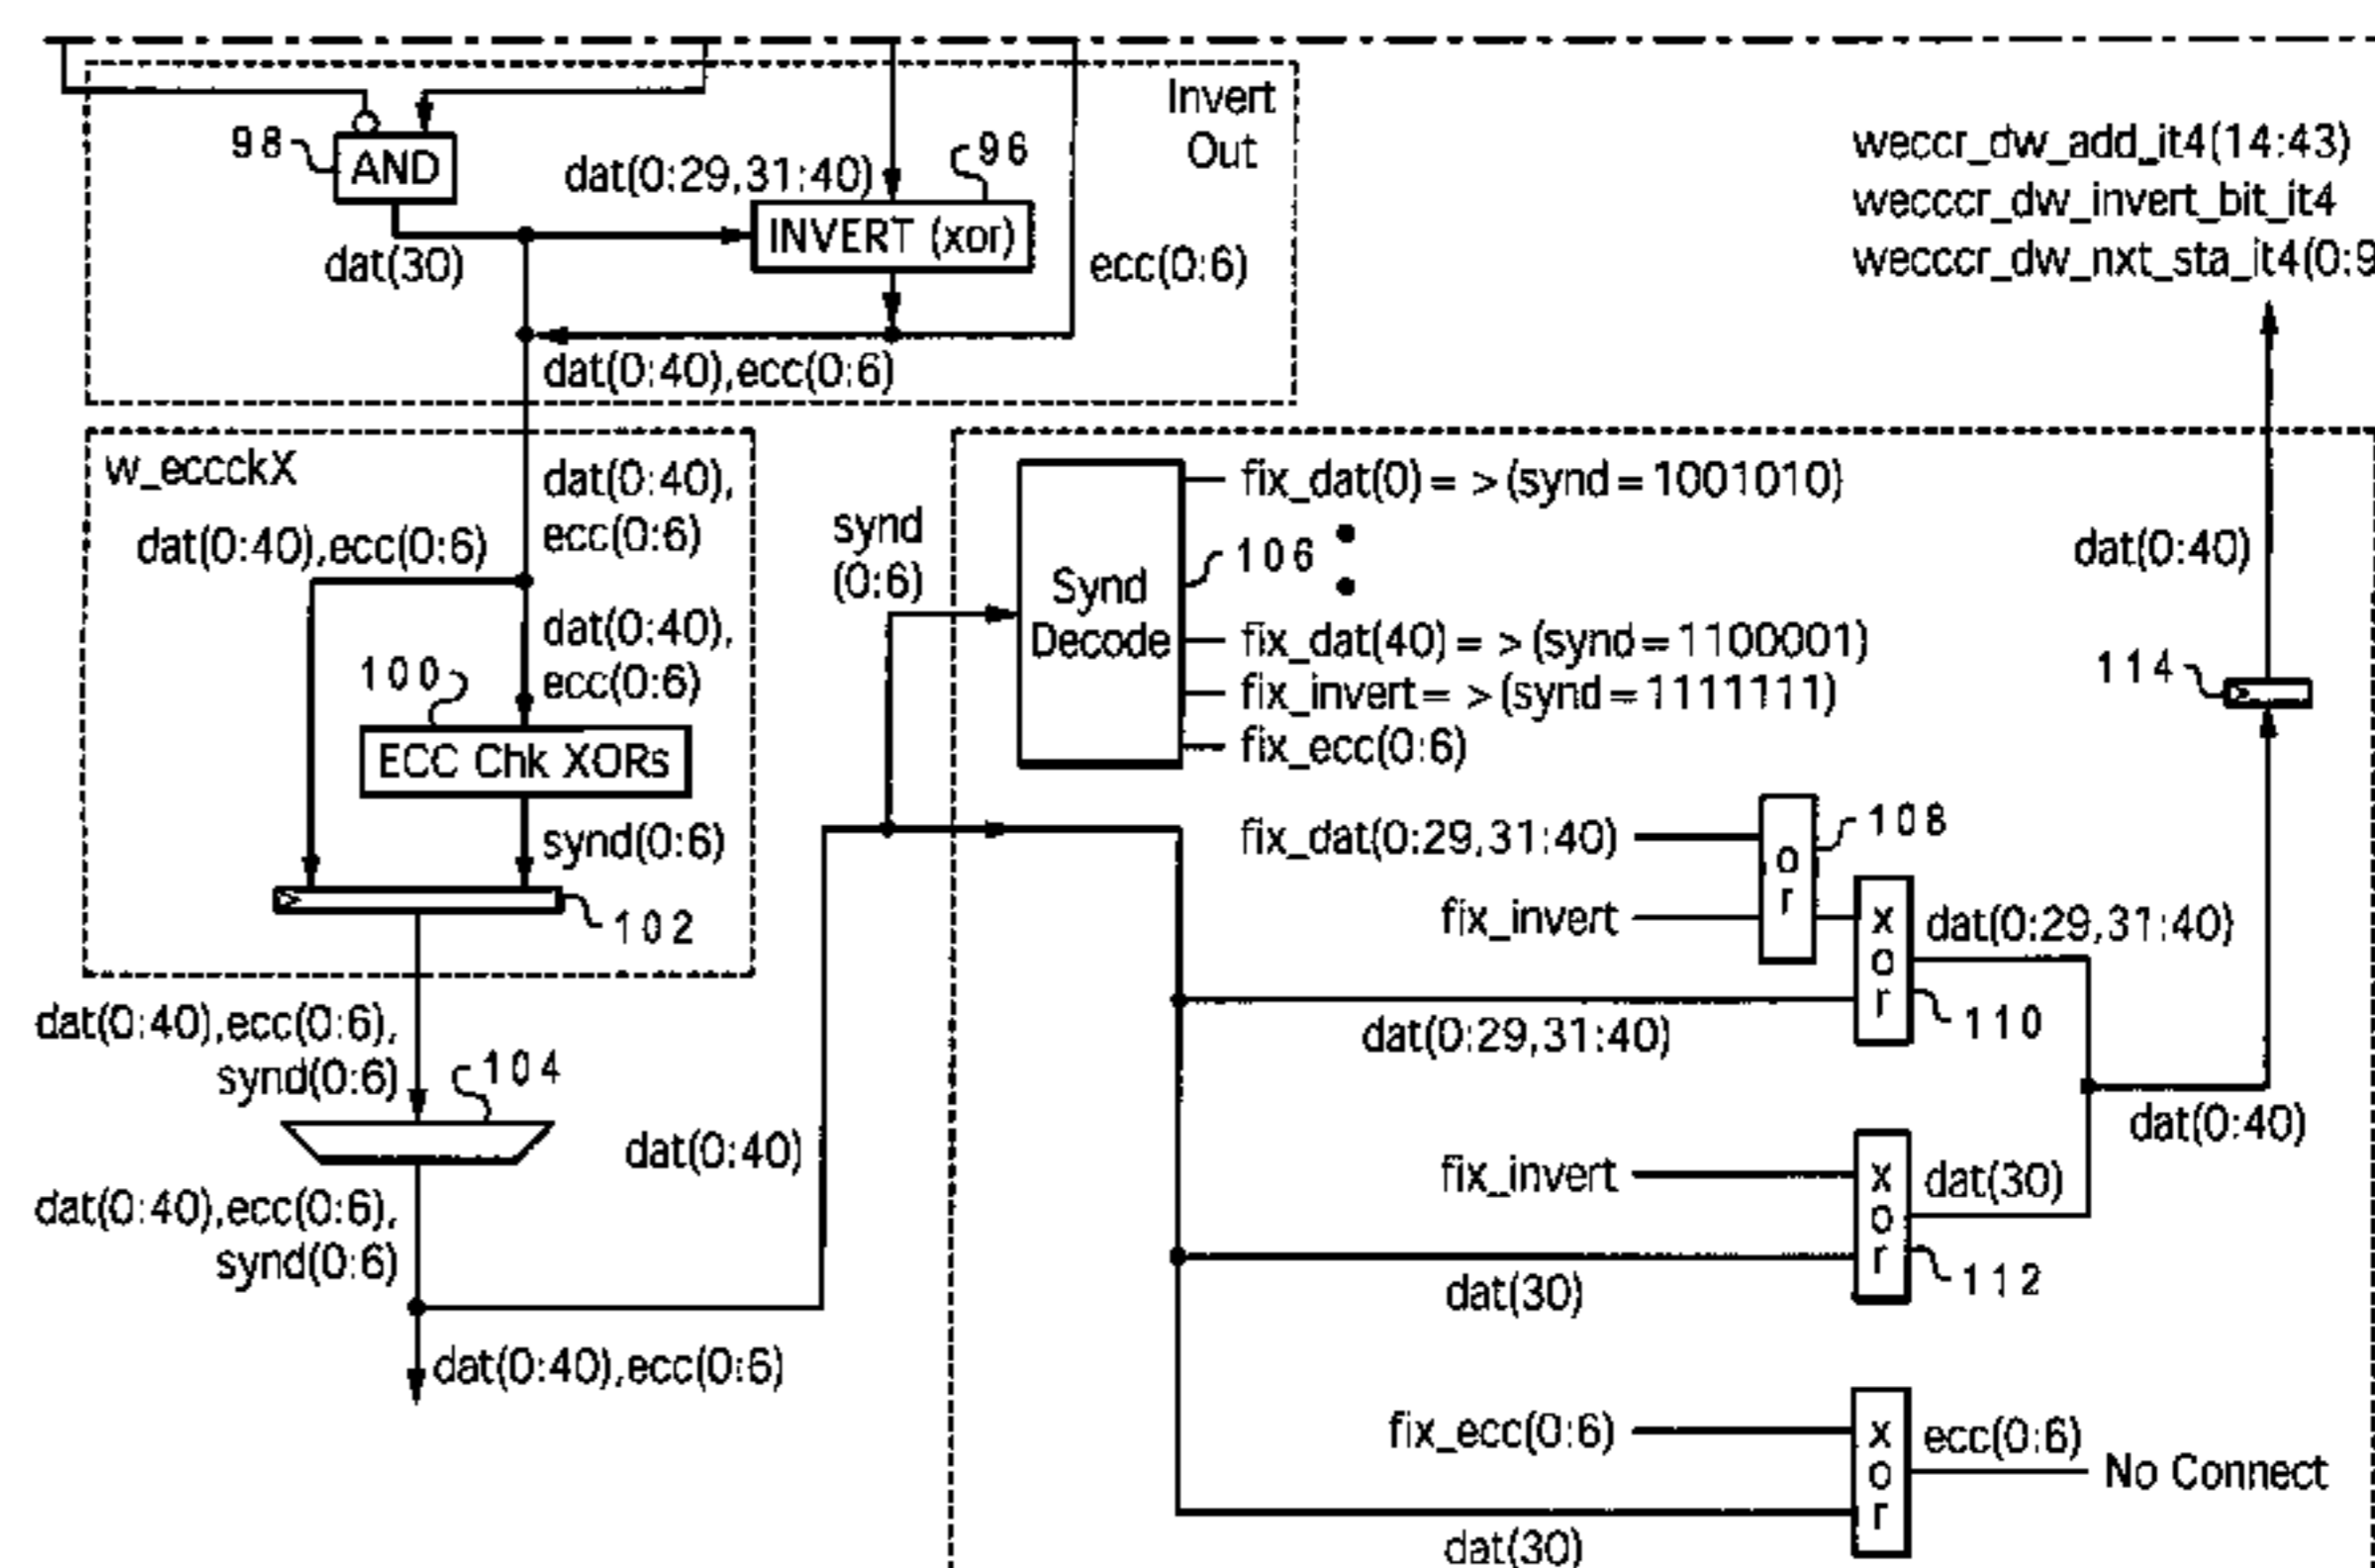 Invert
Out
98
AND
dat(0:29,31:40)
96
INVERT (xor)
dat(30)
ecc(0:6)
dat(0:40),ecc(0:6)
weccr_dw_add_it4(14:43)
wecccr_dw_invert_bit_it4
wecccr_dw_nxt_sta_it4(0:9
w_eccckX
dat(0:40),
ecc(0:6)
dat(0:40),ecc(0:6)
dat(0:40),
ecc(0:6)
100
ECC Chk XORs
synd(0:6)
102
synd
(0:6)
Synd
Decode
106
fix_dat(0)=>(synd=1001010)
fix_dat(40)=>(synd=1100001)
fix_invert=>(synd=1111111)
fix_ecc(0:6)
dat(0:40)
114
fix_dat(0:29,31:40)
fix_invert
or
108
xor
dat(0:29,31:40)
110
dat(0:29,31:40)
dat(0:40)
dat(0:40),ecc(0:6),
synd(0:6)
104
dat(0:40),ecc(0:6),
synd(0:6)
dat(0:40)
dat(0:40),ecc(0:6)
fix_invert
xor
dat(30)
112
dat(30)
fix_ecc(0:6)
xor
ecc(0:6)
No Connect
dat(30)